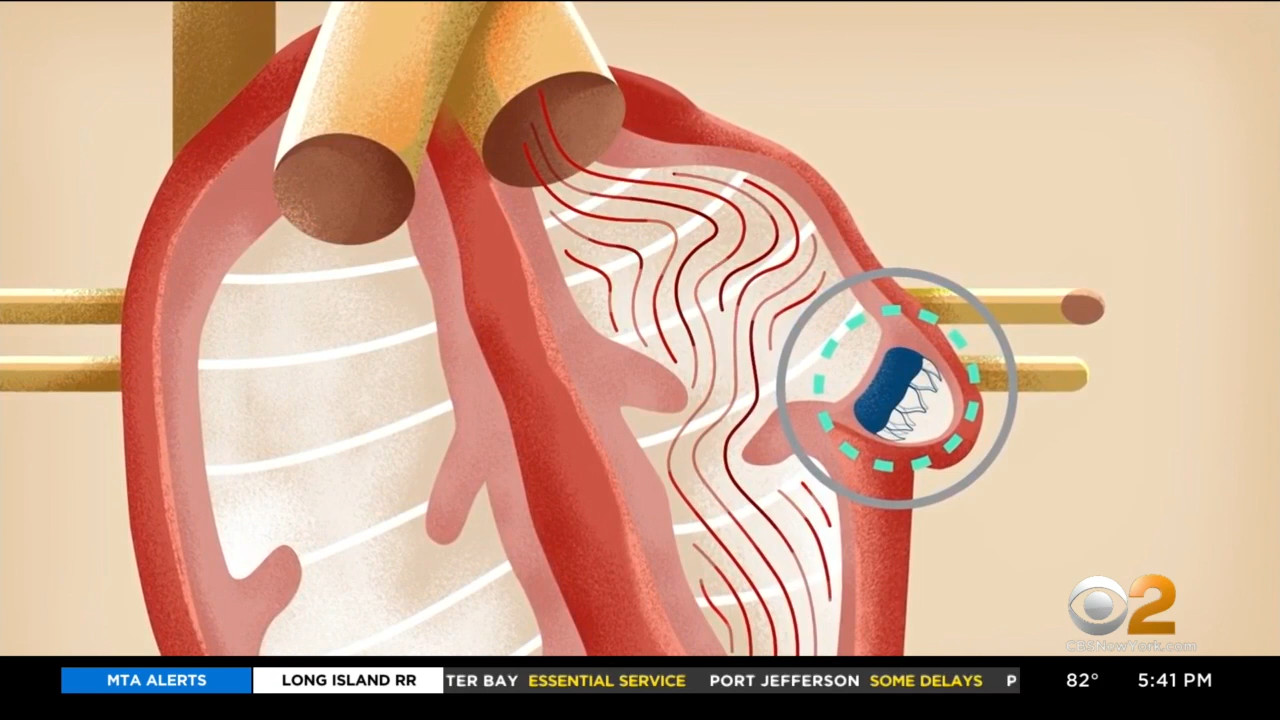 2
CBSNewYork.com
MTA ALERTS
LONG ISLAND RR
TER BAY ESSENTIAL SERVICE PORT JEFFERSON SOME DELAYS P
82° 5:41 PM